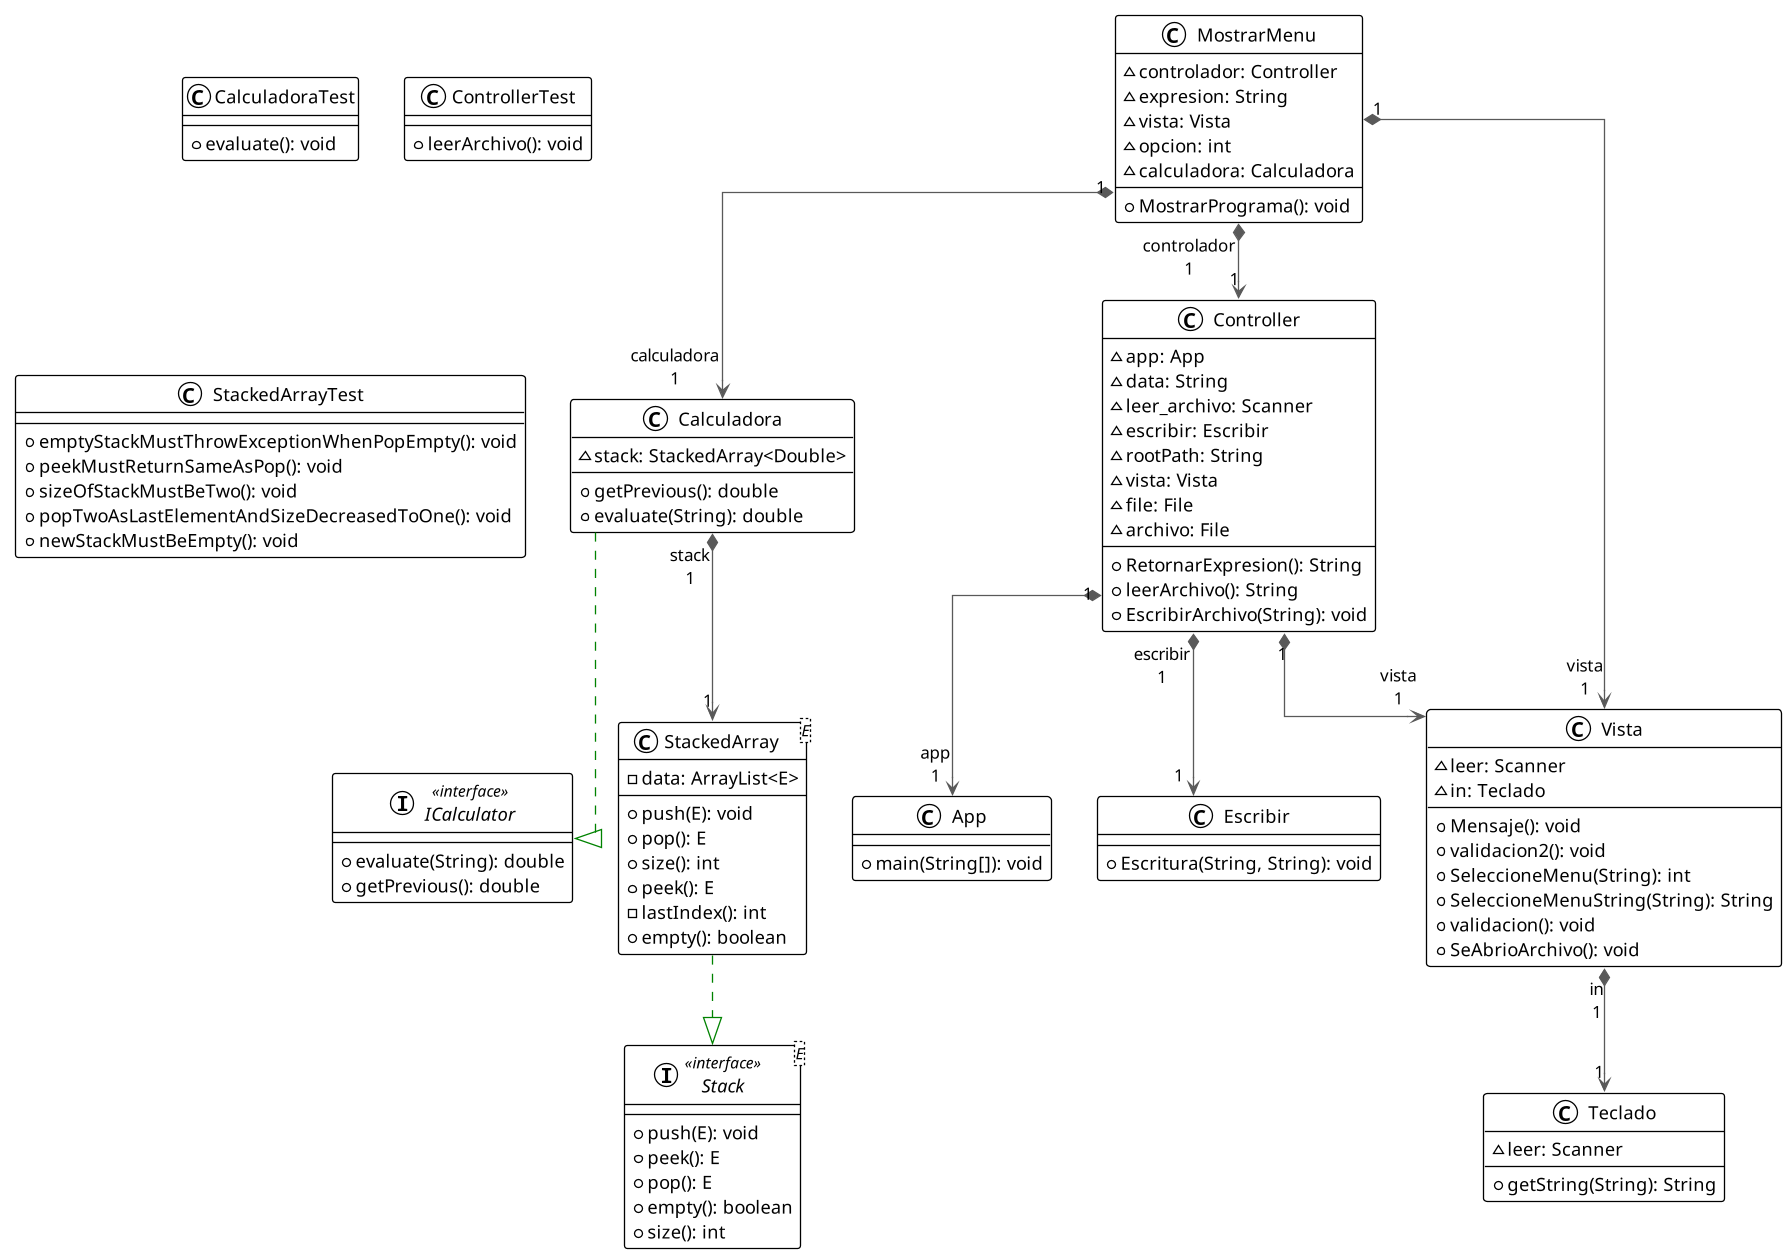 C MostrarMenu
~controlador: Controller
~expresion: String
~vista: Vista
~opcion: int
~calculadora: Calculadora
MostrarPrograma(): void
C CalculadoraTest
evaluate(): void
C ControllerTest
leerArchivo(): void
1
1
controlador
1
1
calculadora
1
vista
1
C StackedArrayTest
emptyStackMustThrowExceptionWhenPopEmpty(): void
peekMustReturnSameAsPop(): void
sizeOfStackMustBeTwo(): void
popTwoAsLastElementAndSizeDecreasedToOne(): void
newStackMustBeEmpty(): void
C Calculadora
~stack: StackedArray<Double>
getPrevious(): double
evaluate(String): double
C Controller
~app: App
~data: String
~leer_archivo: Scanner
~escribir: Escribir
~rootPath: String
~vista: Vista
~file: File
~archivo: File
RetornarExpresion(): String
leerArchivo(): String
EscribirArchivo(String): void
stack
1
1
1
app
1
escribir
1
1
1
vista
1
I «interface»
ICalculator
evaluate(String): double
getPrevious(): double
C StackedArray
E
data: ArrayList<E>
push(E): void
pop(): E
size(): int
peek(): E
lastIndex(): int
empty(): boolean
C App
main(String[]): void
C Escribir
Escritura(String, String): void
C Vista
~leer: Scanner
~in: Teclado
Mensaje(): void
validacion2(): void
SeleccioneMenu(String): int
SeleccioneMenuString(String): String
validacion(): void
SeAbrioArchivo(): void
in
1
1
I «interface»
Stack
E
push(E): void
peek(): E
pop(): E
empty(): boolean
size(): int
C Teclado
~leer: Scanner
getString(String): String